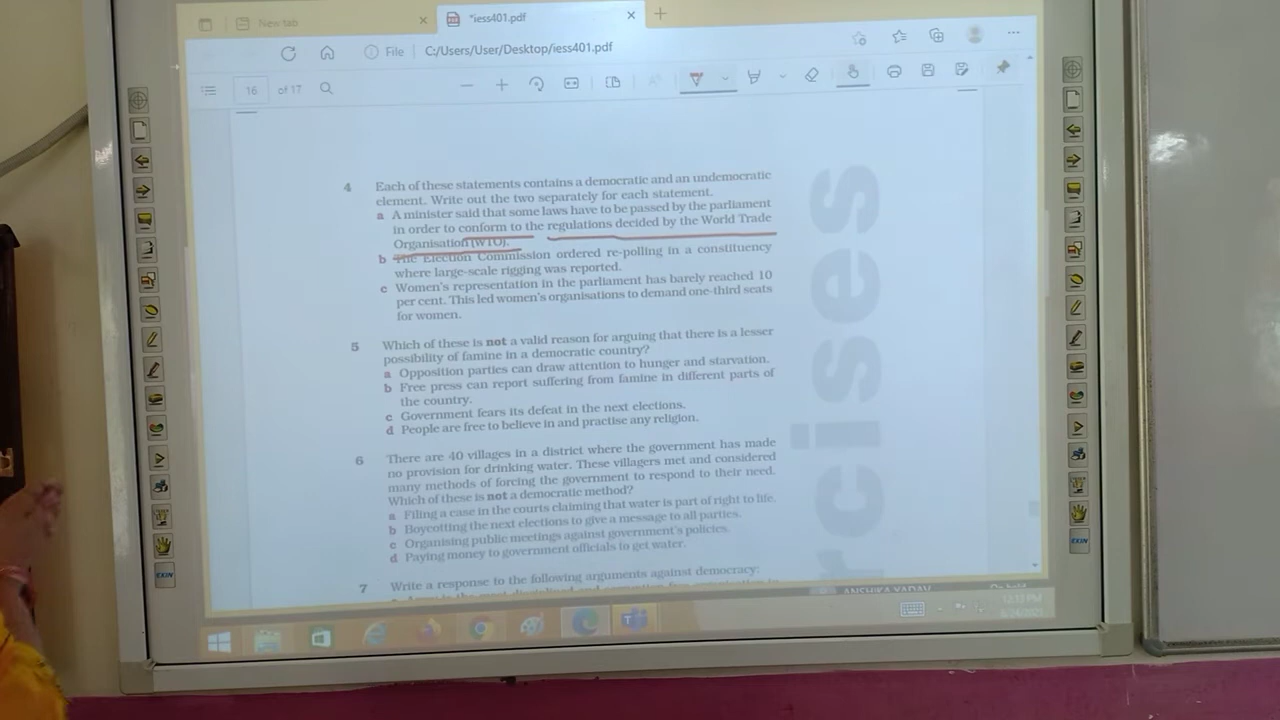 New tab
*iess401.pdf
File C:/Users/User/Desktop/iess401.pdf
16 of 17
4 Each of these statements contains a democratic and an undemocratic
element. Write out the two separately for each statement.
a A minister said that some laws have to be passed by the parliament
in order to conform to the regulations decided by the World Trade
Organisation (WTO).
b The Election Commission ordered re-polling in a constituency
where large-scale rigging was reported.
c Women's representation in the parliament has barely reached 10
per cent. This led women's organisations to demand one-third seats
for women.
5 Which of these is not a valid reason for arguing that there is a lesser
possibility of famine in a democratic country?
a Opposition parties can draw attention to hunger and starvation.
b Free press can report suffering from famine in different parts of
the country.
c Government fears its defeat in the next elections.
d People are free to believe in and practise any religion.
6 There are 40 villages in a district where the government has made
no provision for drinking water. These villagers met and considered
many methods of forcing the government to respond to their need.
Which of these is not a democratic method?
a Filing a case in the courts claiming that water is part of right to life.
b Boycotting the next elections to give a message to all parties.
c Organising public meetings against government's policies.
d Paying money to government officials to get water.
7 Write a response to the following arguments against democracy:
rcises
ANSHIKA YADAV
12:12 PM